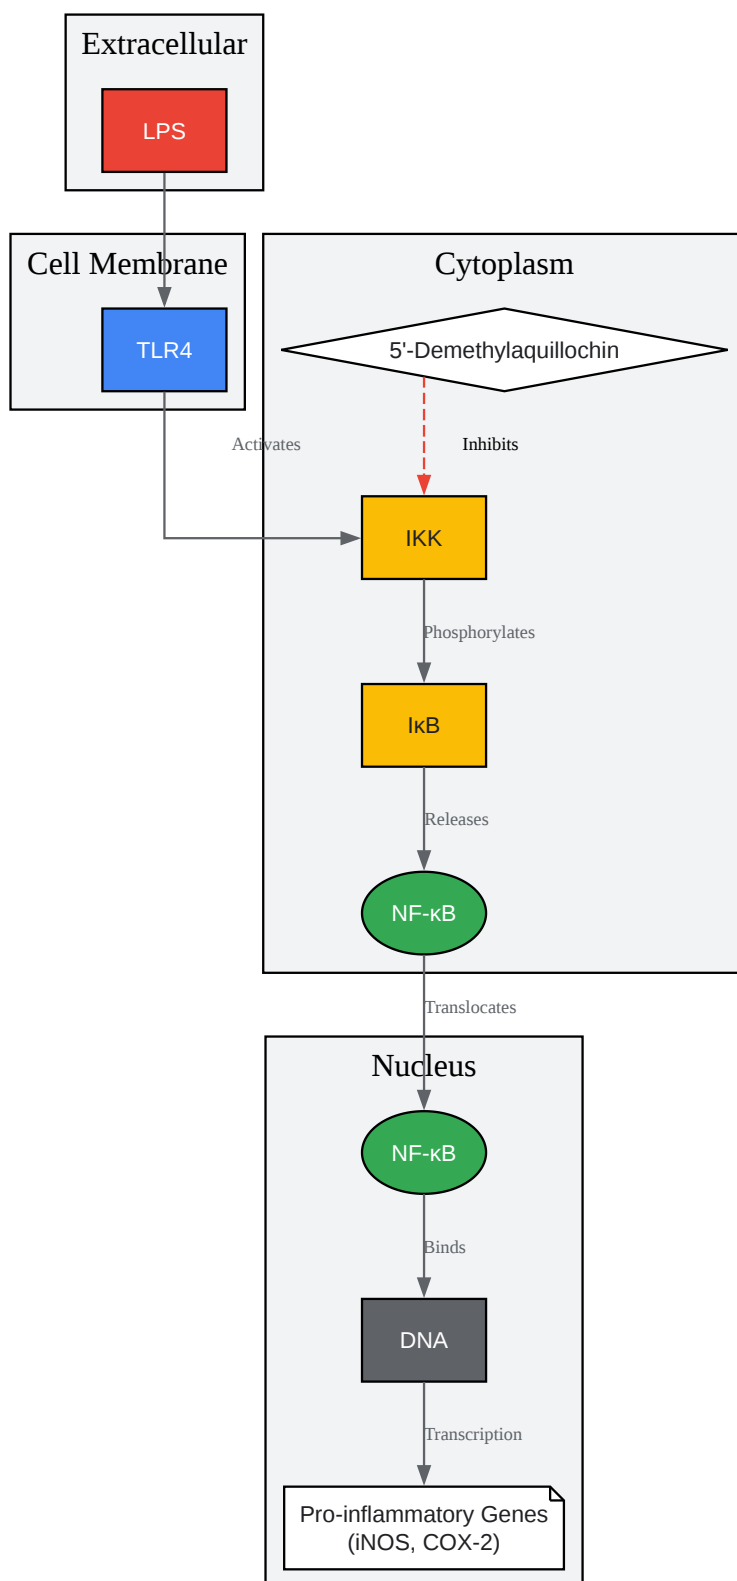 Extracellular
LPS
Cell Membrane
Cytoplasm
TLR4
5'-Demethylaquillochin
Activates
Inhibits
IKK
Phosphorylates
IκB
Releases
NF-κB
Translocates
Nucleus
NF-κB
Binds
DNA
Transcription
Pro-inflammatory Genes
(iNOS, COX-2)